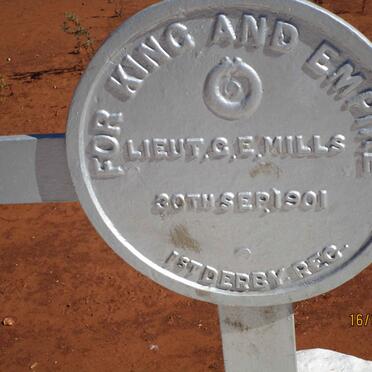 FOR KING AND EMPIRE
LIEUT. C. E. MILLS
30TH SEP. 1901
1ST DERBY REG.
16/